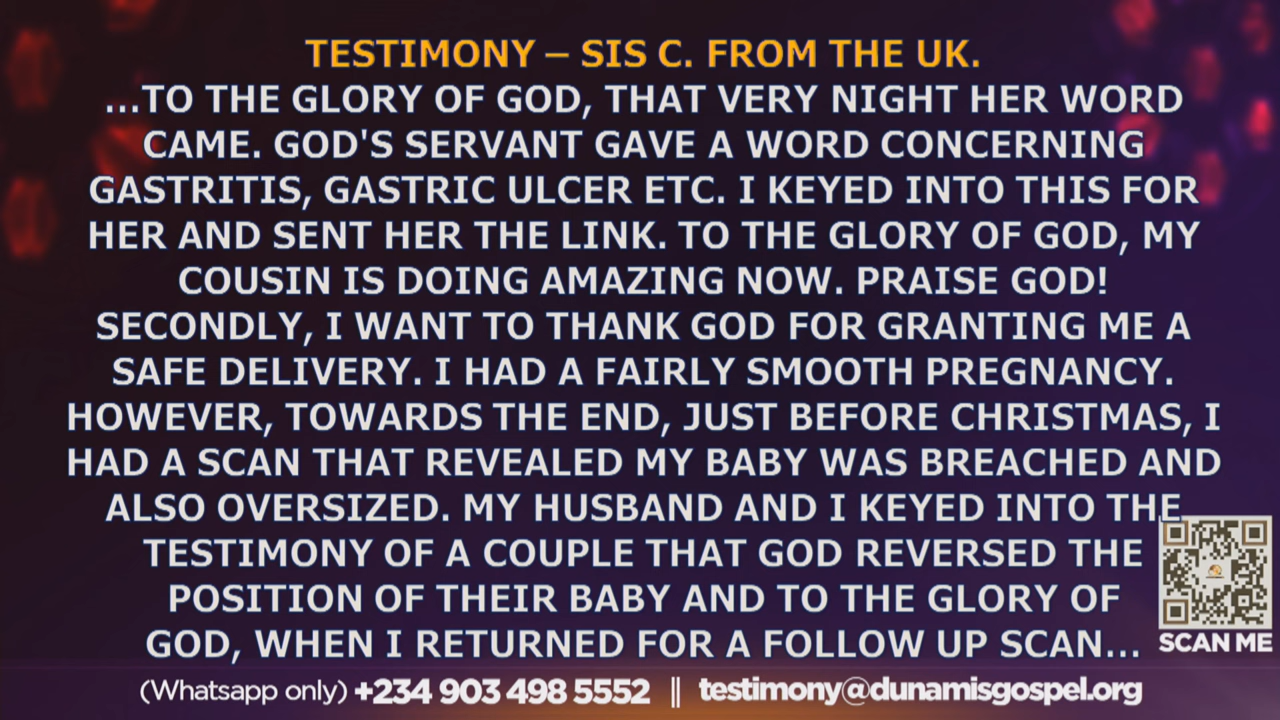 TESTIMONY – SIS C. FROM THE UK.
...TO THE GLORY OF GOD, THAT VERY NIGHT HER WORD
CAME. GOD'S SERVANT GAVE A WORD CONCERNING
GASTRITIS, GASTRIC ULCER ETC. I KEYED INTO THIS FOR
HER AND SENT HER THE LINK. TO THE GLORY OF GOD, MY
COUSIN IS DOING AMAZING NOW. PRAISE GOD!
SECONDLY, I WANT TO THANK GOD FOR GRANTING ME A
SAFE DELIVERY. I HAD A FAIRLY SMOOTH PREGNANCY.
HOWEVER, TOWARDS THE END, JUST BEFORE CHRISTMAS, I
HAD A SCAN THAT REVEALED MY BABY WAS BREACHED AND
ALSO OVERSIZED. MY HUSBAND AND I KEYED INTO THE
TESTIMONY OF A COUPLE THAT GOD REVERSED THE
POSITION OF THEIR BABY AND TO THE GLORY OF
GOD, WHEN I RETURNED FOR A FOLLOW UP SCAN...
SCAN ME
(Whatsapp only) +234 903 498 5552 || testimony@dunamisgospel.org